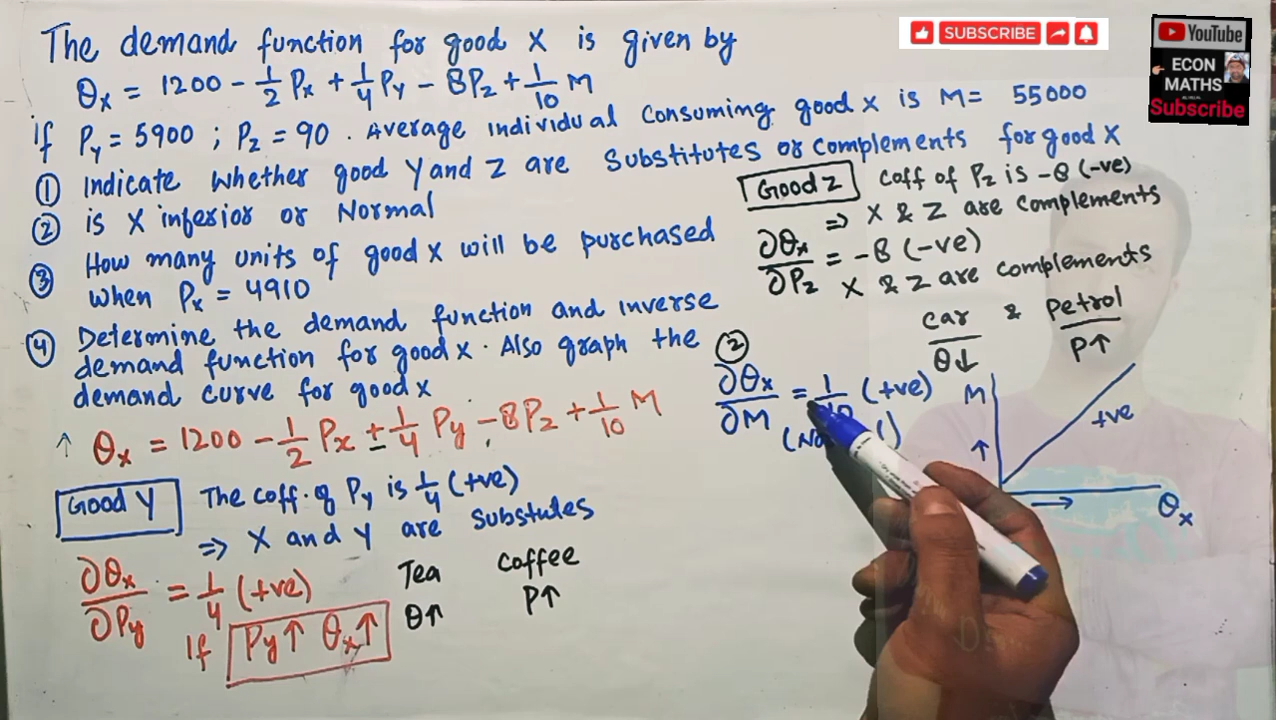 The demand function for good X is given by
Qx = 1200 - 1/2 Px + 1/4 Py - 8Pz + 1/10 M
if Py = 5900 ; Pz = 90 . Average individual consuming good X is M = 55000
① Indicate whether good Y and Z are substitutes or complements for good X
② is X inferior or Normal
③ How many units of good X will be purchased
when Px = 4910
④ Determine the demand function and inverse
demand function for good X. Also graph the
demand curve for good X
↑ Qx = 1200 - 1/2 Px + 1/4 Py - 8Pz + 1/10 M
Good Y The coff. of Py is 1/4 (+ve)
⇒ X and Y are Substules
∂Qx/∂Py = 1/4 (+ve)
If Py↑ Qx↑
Tea Coffee
Q↑ P↑
Good Z coff of Pz is -8 (-ve)
⇒ X & Z are complements
∂Qx/∂Pz = -8 (-ve)
X & Z are complements
Car & Petrol
Q↓ P↑
②
∂Qx/∂M = 1/10 (+ve)
M ↑ +ve
→ Qx
SUBSCRIBE
YouTube
ECON
MATHS
Subscribe